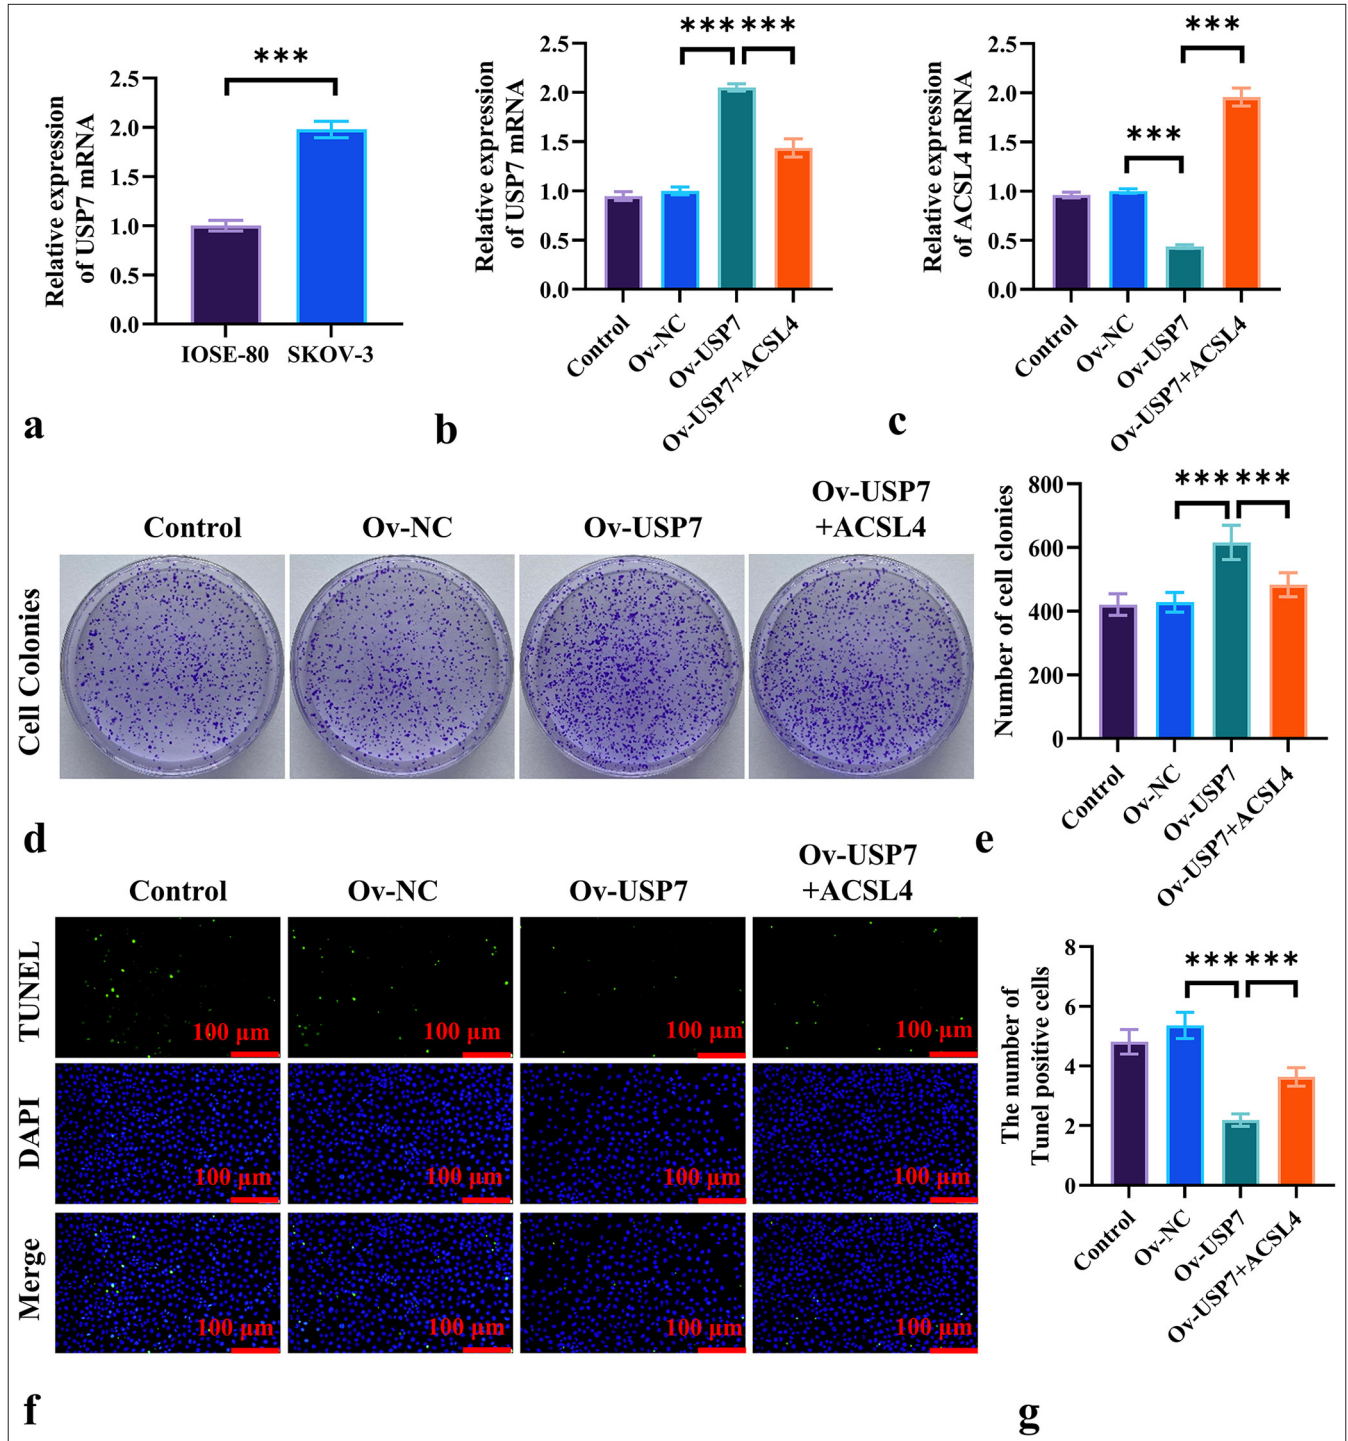 ***
2.5
2.0
1.5
1.0
0.5
0.0
Relative expression
of USP7 mRNA
IOSE-80 SKOV-3
a
*** ***
2.5
2.0
1.5
1.0
0.5
0.0
Relative expression
of USP7 mRNA
Control
Ov-NC
Ov-USP7
Ov-USP7+ACSL4
b
***
***
2.5
2.0
1.5
1.0
0.5
0.0
Relative expression
of ACSL4 mRNA
Control
Ov-NC
Ov-USP7
Ov-USP7+ACSL4
c
Control
Ov-NC
Ov-USP7
Ov-USP7
+ACSL4
Cell Colonies
d
*** ***
800
600
400
200
0
Number of cell clonies
Control
Ov-NC
Ov-USP7
Ov-USP7+ACSL4
e
Control
Ov-NC
Ov-USP7
Ov-USP7
+ACSL4
TUNEL
100 μm
100 μm
100 μm
100 μm
DAPI
100 μm
100 μm
100 μm
100 μm
Merge
100 μm
100 μm
100 μm
100 μm
f
*** ***
8
6
4
2
0
The number of
Tunel positive cells
Control
Ov-NC
Ov-USP7
Ov-USP7+ACSL4
g